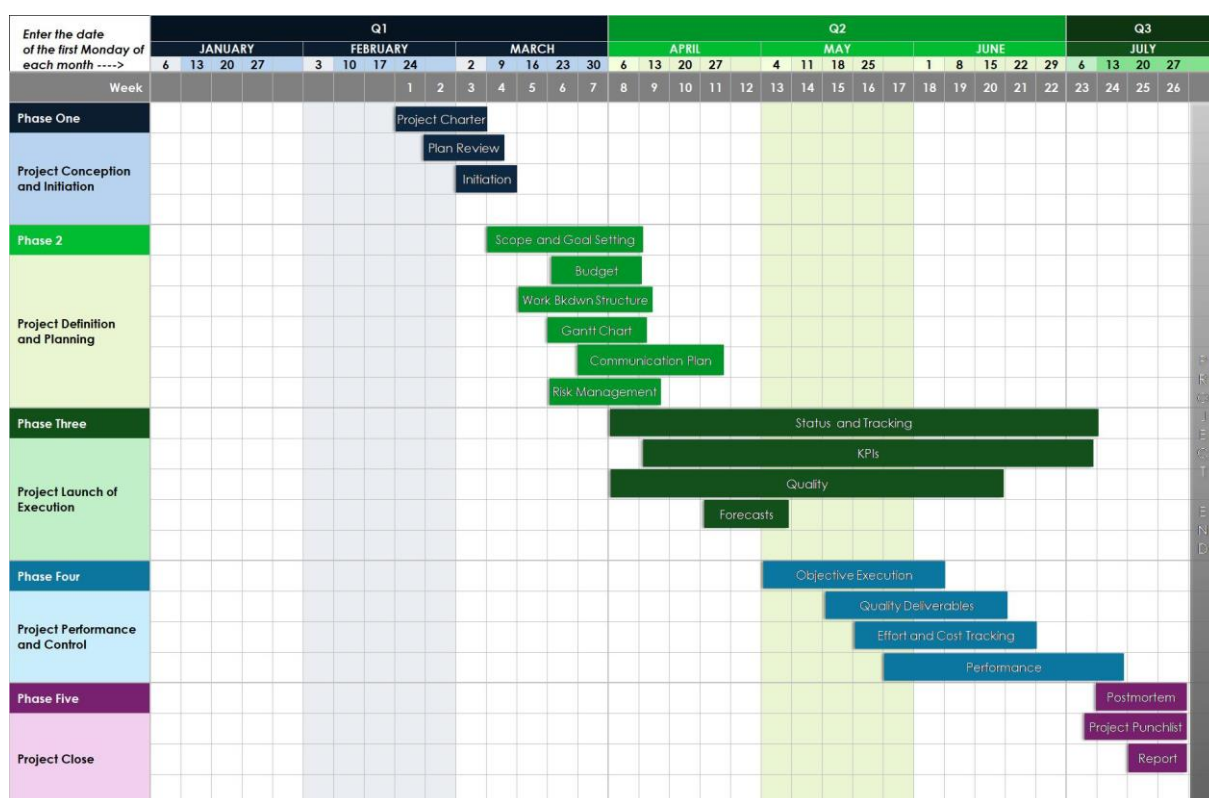 Enter the date
of the first Monday of
each month ---->
Q1 Q2 Q3
JANUARY FEBRUARY MARCH APRIL MAY JUNE JULY
6 13 20 27 3 10 17 24 2 9 16 23 30 6 13 20 27 4 11 18 25 1 8 15 22 29 6 13 20 27
Week 1 2 3 4 5 6 7 8 9 10 11 12 13 14 15 16 17 18 19 20 21 22 23 24 25 26
Phase One Project Charter
Plan Review
Project Conception
and Initiation
Initiation
Phase 2 Scope and Goal Setting
Budget
Work Bkdwn Structure
Project Definition
and Planning
Gantt Chart
Communication Plan
Risk Management
Phase Three Status and Tracking
KPIs
Quality
Project Launch of
Execution
Forecasts
Phase Four Objective Execution
Quality Deliverables
Project Performance
and Control
Effort and Cost Tracking
Performance
Phase Five Postmortem
Project Punchlist
Project Close Report
PROJECT END